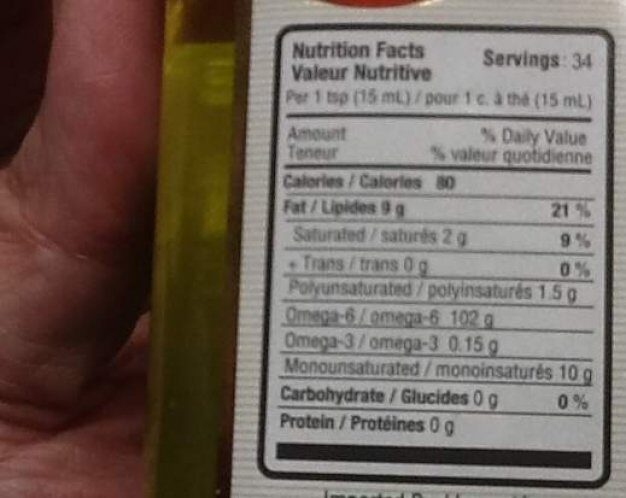 Nutrition Facts
Valeur Nutritive
Servings: 34
Per 1 tsp (15 mL) / pour 1 c. à thé (15 mL)
Amount % Daily Value
Teneur % valeur quotidienne
Calories / Calories 80
Fat / Lipides 9 g 21 %
Saturated / saturés 2 g 9 %
+ Trans / trans 0 g 0 %
Polyunsaturated / polyinsaturés 1.5 g
Omega-6 / omega-6 102 g
Omega-3 / omega-3 0.15 g
Monounsaturated / monoinsaturés 10 g
Carbohydrate / Glucides 0 g 0 %
Protein / Protéines 0 g